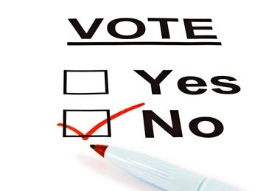 VOTE
Yes
No